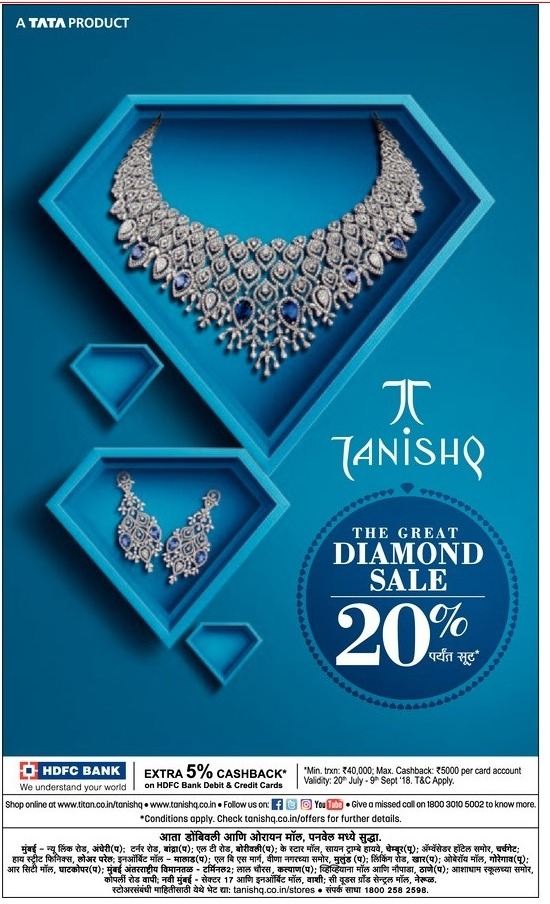 A TATA PRODUCT
TANISHQ
THE GREAT
DIAMOND
SALE
20%
पर्यंत सूट*
HDFC BANK
We understand your world
EXTRA 5% CASHBACK*
on HDFC Bank Debit & Credit Cards
*Min. trxn: ₹40,000; Max. Cashback: ₹5000 per card account
Validity: 20th July - 9th Sept '18. T&C Apply.
Shop online at www.titan.co.in/tanishq • www.tanishq.co.in • Follow us on: You Tube • Give a missed call on 1800 3010 5002 to know more.
*Conditions apply. Check tanishq.co.in/offers for further details.
आता डोंबिवली आणि ओरायन मॉल, पनवेल मध्ये सुद्धा.
मुंबई – न्यू लिंक रोड, अंधेरी(प); टर्नर रोड, बांद्रा(प); एल टी रोड, बोरीवली(प); के स्टार मॉल, सायन ट्राम्बे हायवे, चेम्बूर(पू); ॲम्बेसेडर हॉटेल समोर, चर्चगेट;
हाय स्ट्रीट फिनिक्स, लोअर परेल; इनऑर्बिट मॉल – मालाड(प); एल बि एस मार्ग, वीणा नगरच्या समोर, मुलुंड (प); लिंकिंग रोड, खार(प); ओबेरॉय मॉल, गोरेगाव(पू);
आर सिटी मॉल, घाटकोपर(प); मुंबई अंतरराष्ट्रीय विमानतळ - टर्मिनल2; लाल चौरस, कल्याण(प); व्हिव्हियाना मॉल आणि नौपाडा, ठाणे(प); आशाधाम स्कूलच्या समोर,
कोपर्ली रोड वापी; नवी मुंबई - सेक्टर 17 आणि इनऑर्बिट मॉल, वाशी; सी वूडस ग्रँड सेन्ट्रल मॉल, नेरूळ.
स्टोअरसंबंधी माहितीसाठी येथे भेट द्या: tanishq.co.in/stores • संपर्क साधा 1800 258 2598.